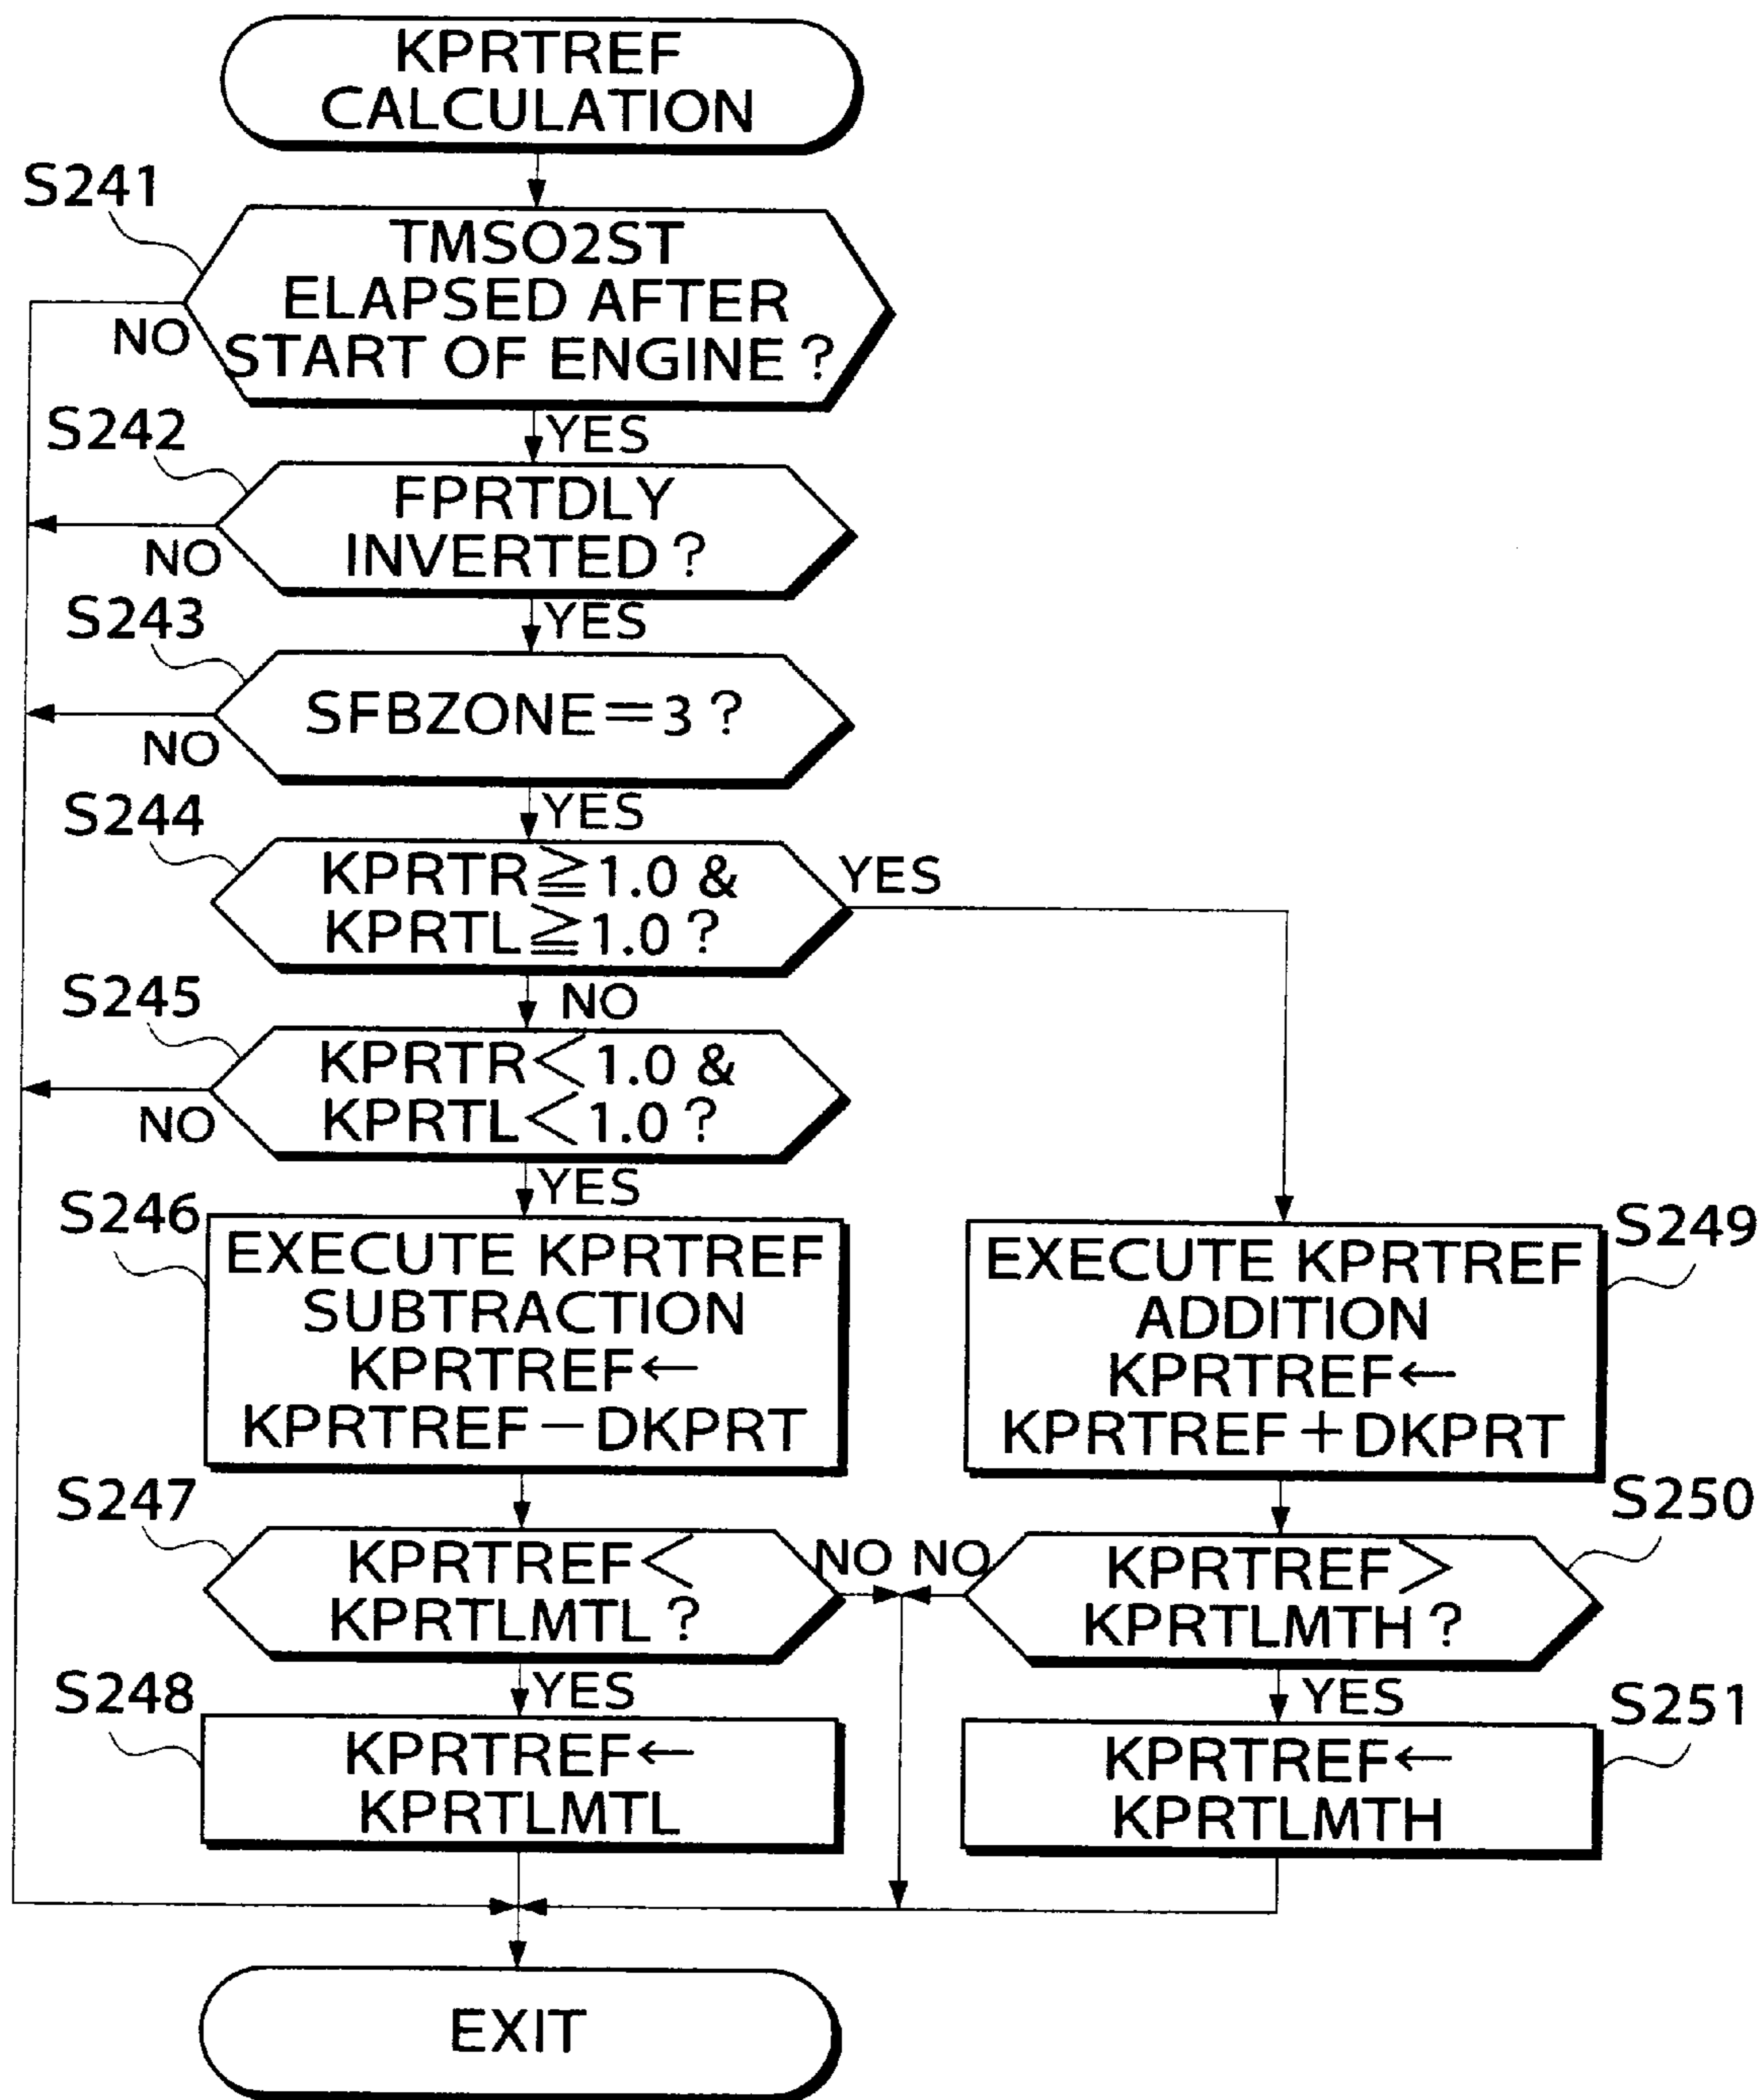 KPRTREF
CALCULATION
S241
TMSO2ST
ELAPSED AFTER
START OF ENGINE?
NO
YES
S242
FPRTDLY
INVERTED?
NO
YES
S243
SFBZONE=3?
NO
YES
S244
KPRTR≧1.0 &
KPRTL≧1.0?
YES
NO
S245
KPRTR<1.0 &
KPRTL<1.0?
NO
YES
S246
EXECUTE KPRTREF
SUBTRACTION
KPRTREF←
KPRTREF－DKPRT
S249
EXECUTE KPRTREF
ADDITION
KPRTREF←
KPRTREF+DKPRT
S247
KPRTREF<
KPRTLMTL?
NO
YES
S250
NO
KPRTREF>
KPRTLMTH?
YES
S248
KPRTREF←
KPRTLMTL
S251
KPRTREF←
KPRTLMTH
EXIT